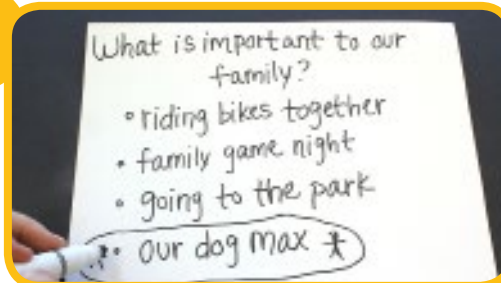 What is important to our
family?
• riding bikes together
• family game night
• going to the park
• our dog max